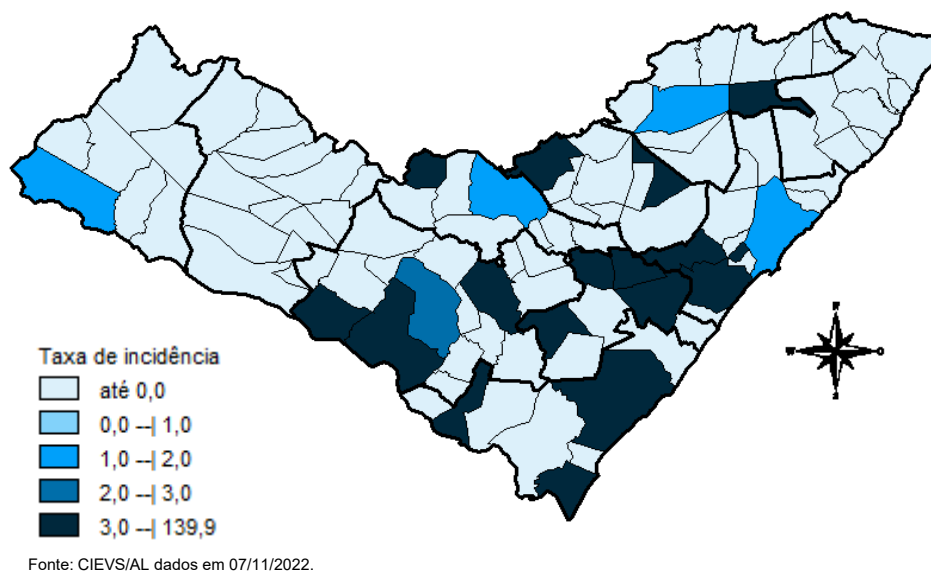 Taxa de incidência
até 0,0
0,0 --| 1,0
1,0 --| 2,0
2,0 --| 3,0
3,0 --| 139,9
Fonte: CIEVS/AL dados em 07/11/2022.